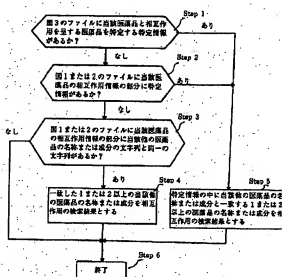 Step 1
図3のファイルに当該医薬品と相互作
用を呈する医薬品を特定する特定情報
があるか?
あり
なし
Step 2
図1または2のファイルに当該医薬
品の相互作用情報の部分に特定情
報があるか?
あり
なし
Step 3
図1または2のファイルに当該医薬品
の相互作用情報の部分に当該他の医薬
品の名称または成分の文字列と同一の
文字列があるか?
なし
あり
Step 4
一致した1または2以上の当該他
の医薬品の名称または成分を相互
作用の検索結果とする
Step 5
特定情報の中に当該他の医薬品の名
称または成分と一致する1または2
以上の医薬品の名称または成分を相
互作用の検索結果とする
Step 6
終了